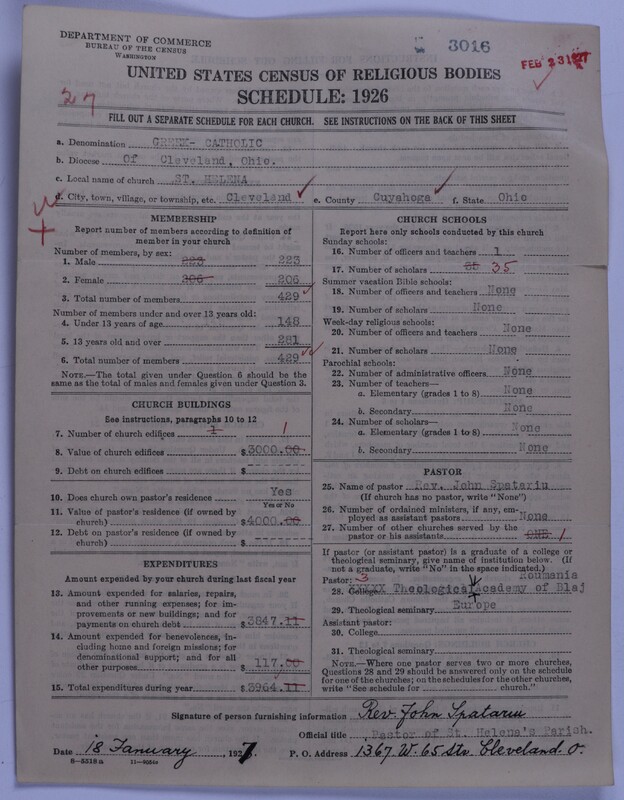 DEPARTMENT OF COMMERCE
BUREAU OF THE CENSUS
WASHINGTON
3016
FEB 23 1927
UNITED STATES CENSUS OF RELIGIOUS BODIES
SCHEDULE: 1926
27
FILL OUT A SEPARATE SCHEDULE FOR EACH CHURCH. SEE INSTRUCTIONS ON THE BACK OF THIS SHEET
a. Denomination GREEK- CATHOLIC
b. Diocese Of Cleveland, Ohio.
c. Local name of church ST. HELENA
d. City, town, village, or township, etc. Cleveland e. County Cuyahoga f. State Ohio
MEMBERSHIP
Report number of members according to definition of
member in your church
Number of members, by sex:
1. Male 223 223
2. Female 206 206
3. Total number of members 429
Number of members under and over 13 years old:
4. Under 13 years of age 148
5. 13 years old and over 281
6. Total number of members 429
NOTE.—The total given under Question 6 should be
same as the total of males and females given under Question 3.
CHURCH BUILDINGS
See instructions, paragraphs 10 to 12
7. Number of church edifices 1 1
8. Value of church edifices $3000.00
9. Debt on church edifices $ --------
10. Does church own pastor's residence Yes
Yes or No
11. Value of pastor's residence (if owned by
church) $4000.00
12. Debt on pastor's residence (if owned by
church) $ --------
EXPENDITURES
Amount expended by your church during last fiscal year
13. Amount expended for salaries, repairs,
and other running expenses; for im-
provements or new buildings; and for
payments on church debt $3847.11
14. Amount expended for benevolences, in-
cluding home and foreign missions; for
denominational support; and for all
other purposes $117.00
15. Total expenditures during year $3964.11
CHURCH SCHOOLS
Report here only schools conducted by this church
Sunday schools:
16. Number of officers and teachers 1
17. Number of scholars 35 35
Summer vacation Bible schools:
18. Number of officers and teachers None
19. Number of scholars None
Week-day religious schools:
20. Number of officers and teachers None
21. Number of scholars None
Parochial schools:
22. Number of administrative officers None
23. Number of teachers—
a. Elementary (grades 1 to 8) None
b. Secondary None
24. Number of scholars—
a. Elementary (grades 1 to 8) None
b. Secondary None
PASTOR
25. Name of pastor Rev. John Spatariu
(If church has no pastor, write "None")
26. Number of ordained ministers, if any, em-
ployed as assistant pastors None
27. Number of other churches served by the
pastor or his assistants ONE 1
If pastor (or assistant pastor) is a graduate of a college or
theological seminary, give name of institution below. (If
not a graduate, write "No" in the space indicated.)
Pastor: 3 Roumania
28. College XXXXX Theological Academy of Blaj
29. Theological seminary Europe
Assistant pastor:
30. College
31. Theological seminary
NOTE.—Where one pastor serves two or more churches,
Questions 28 and 29 should be answered only on the schedule
for one of the churches; on the schedules for the other churches,
write "See schedule for church."
Signature of person furnishing information Rev. John Spatariu
Official title Pastor of St. Helena's Parish.
Date 18 January, 1927. P. O. Address 1367 W. 65 Str. Cleveland. O.
8—5318a